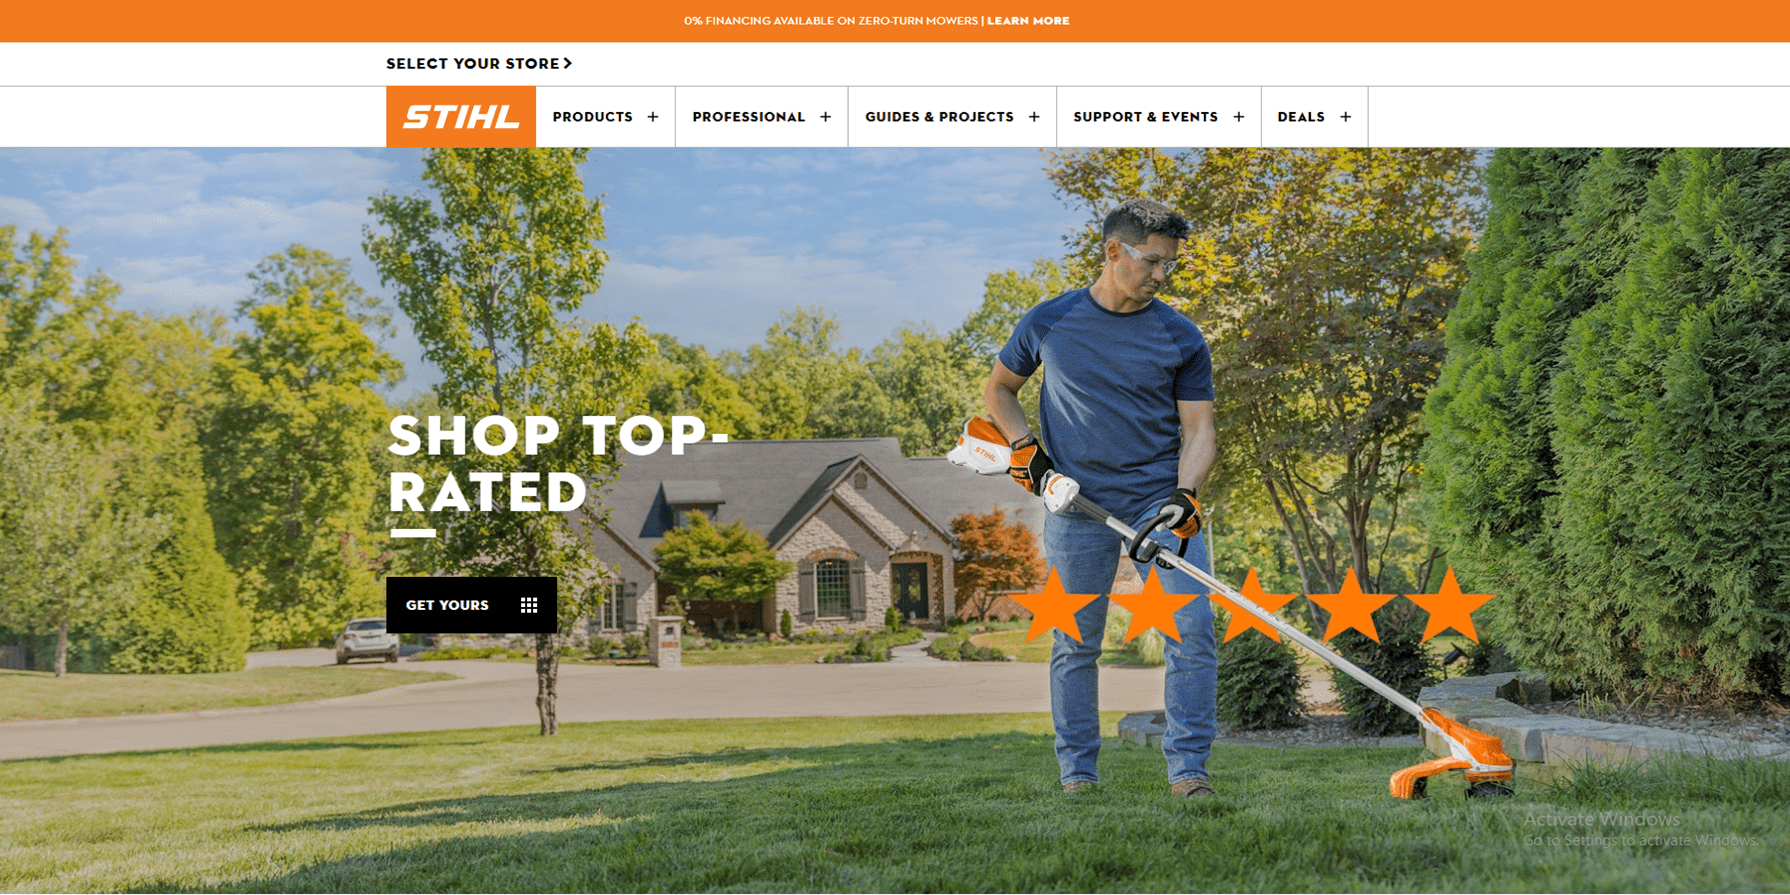 0% FINANCING AVAILABLE ON ZERO-TURN MOWERS | LEARN MORE
SELECT YOUR STORE
STIHL
PRODUCTS +
PROFESSIONAL +
GUIDES & PROJECTS +
SUPPORT & EVENTS +
DEALS +
SHOP TOP-
RATED
STIHL
GET YOURS
Activate Windows
Go to Settings to activate Windows.